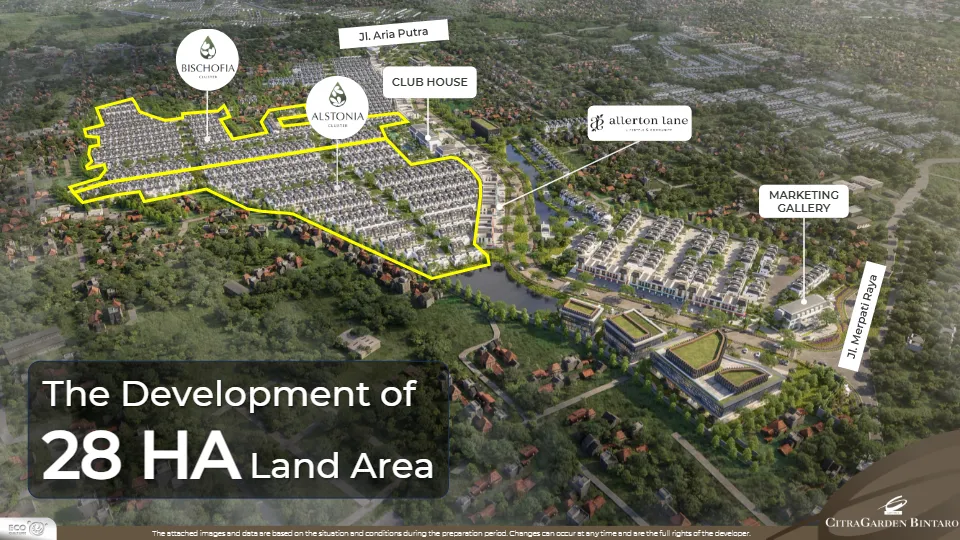 Jl. Aria Putra
BISCHOFIA
CLUSTER
CLUB HOUSE
ALSTONIA
CLUSTER
allerton lane
MARKETING
GALLERY
Jl. Merpati Raya
The Development of
28 HA Land Area
ECO
CITRAGARDEN BINTARO
The attached images and data are based on the situation and conditions during the preparation period. Changes can occur at any time and are the full rights of the developer.